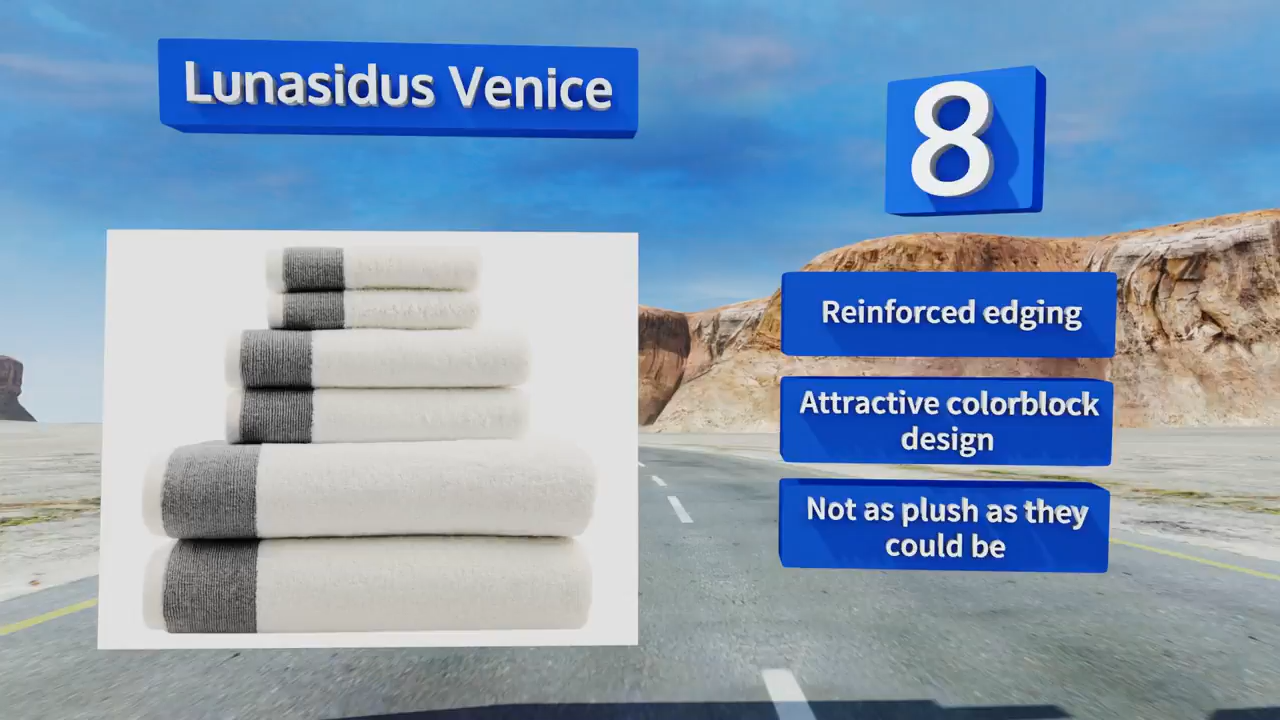 Lunasidus Venice
8
Reinforced edging
Attractive colorblock
design
Not as plush as they
could be